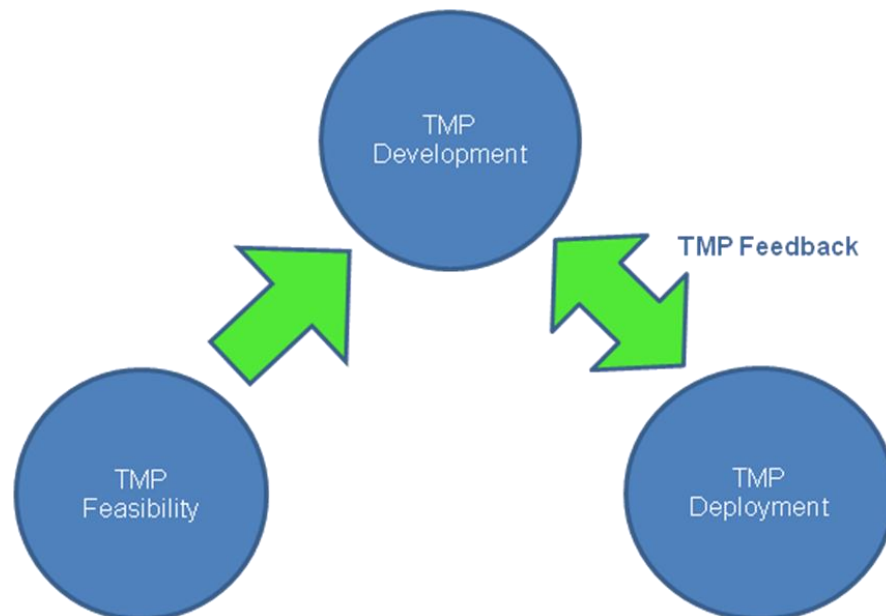 TMP
Development
TMP Feedback
TMP
Feasibility
TMP
Deployment